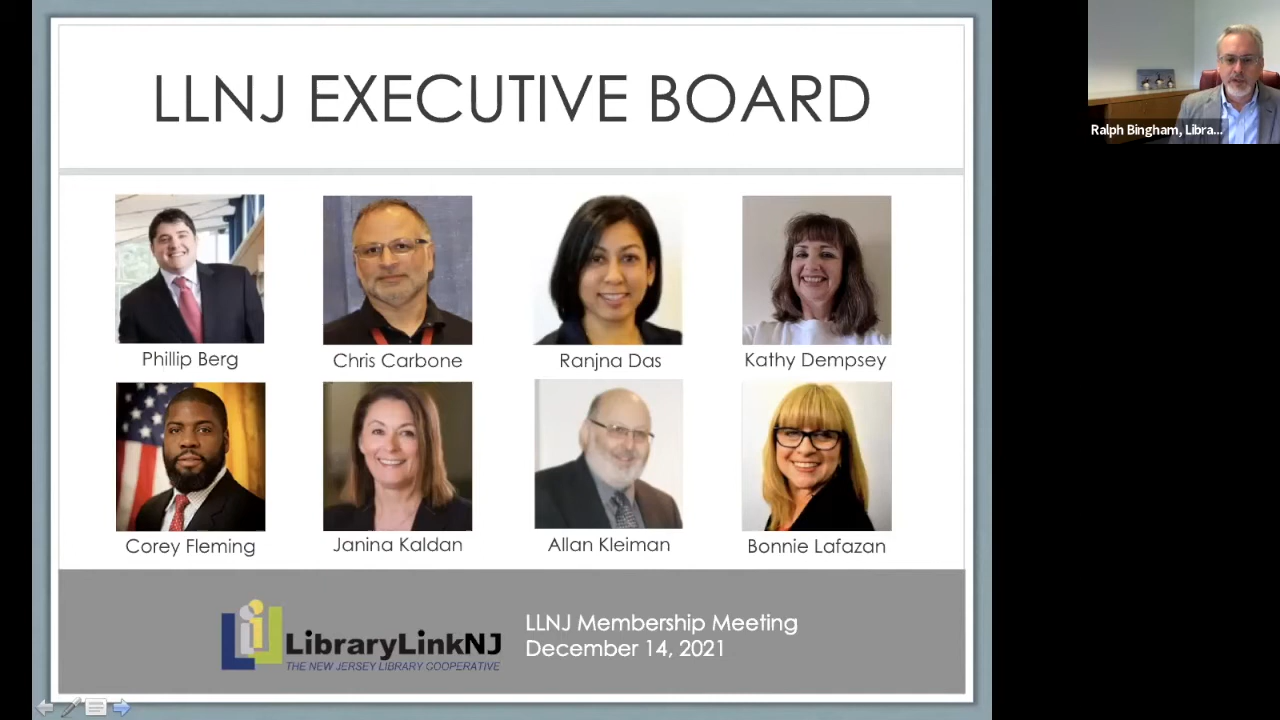 LLNJ EXECUTIVE BOARD
Ralph Bingham, Libra...
Phillip Berg
Chris Carbone
Ranjna Das
Kathy Dempsey
Corey Fleming
Janina Kaldan
Allan Kleiman
Bonnie Lafazan
LibraryLinkNJ
THE NEW JERSEY LIBRARY COOPERATIVE
LLNJ Membership Meeting
December 14, 2021